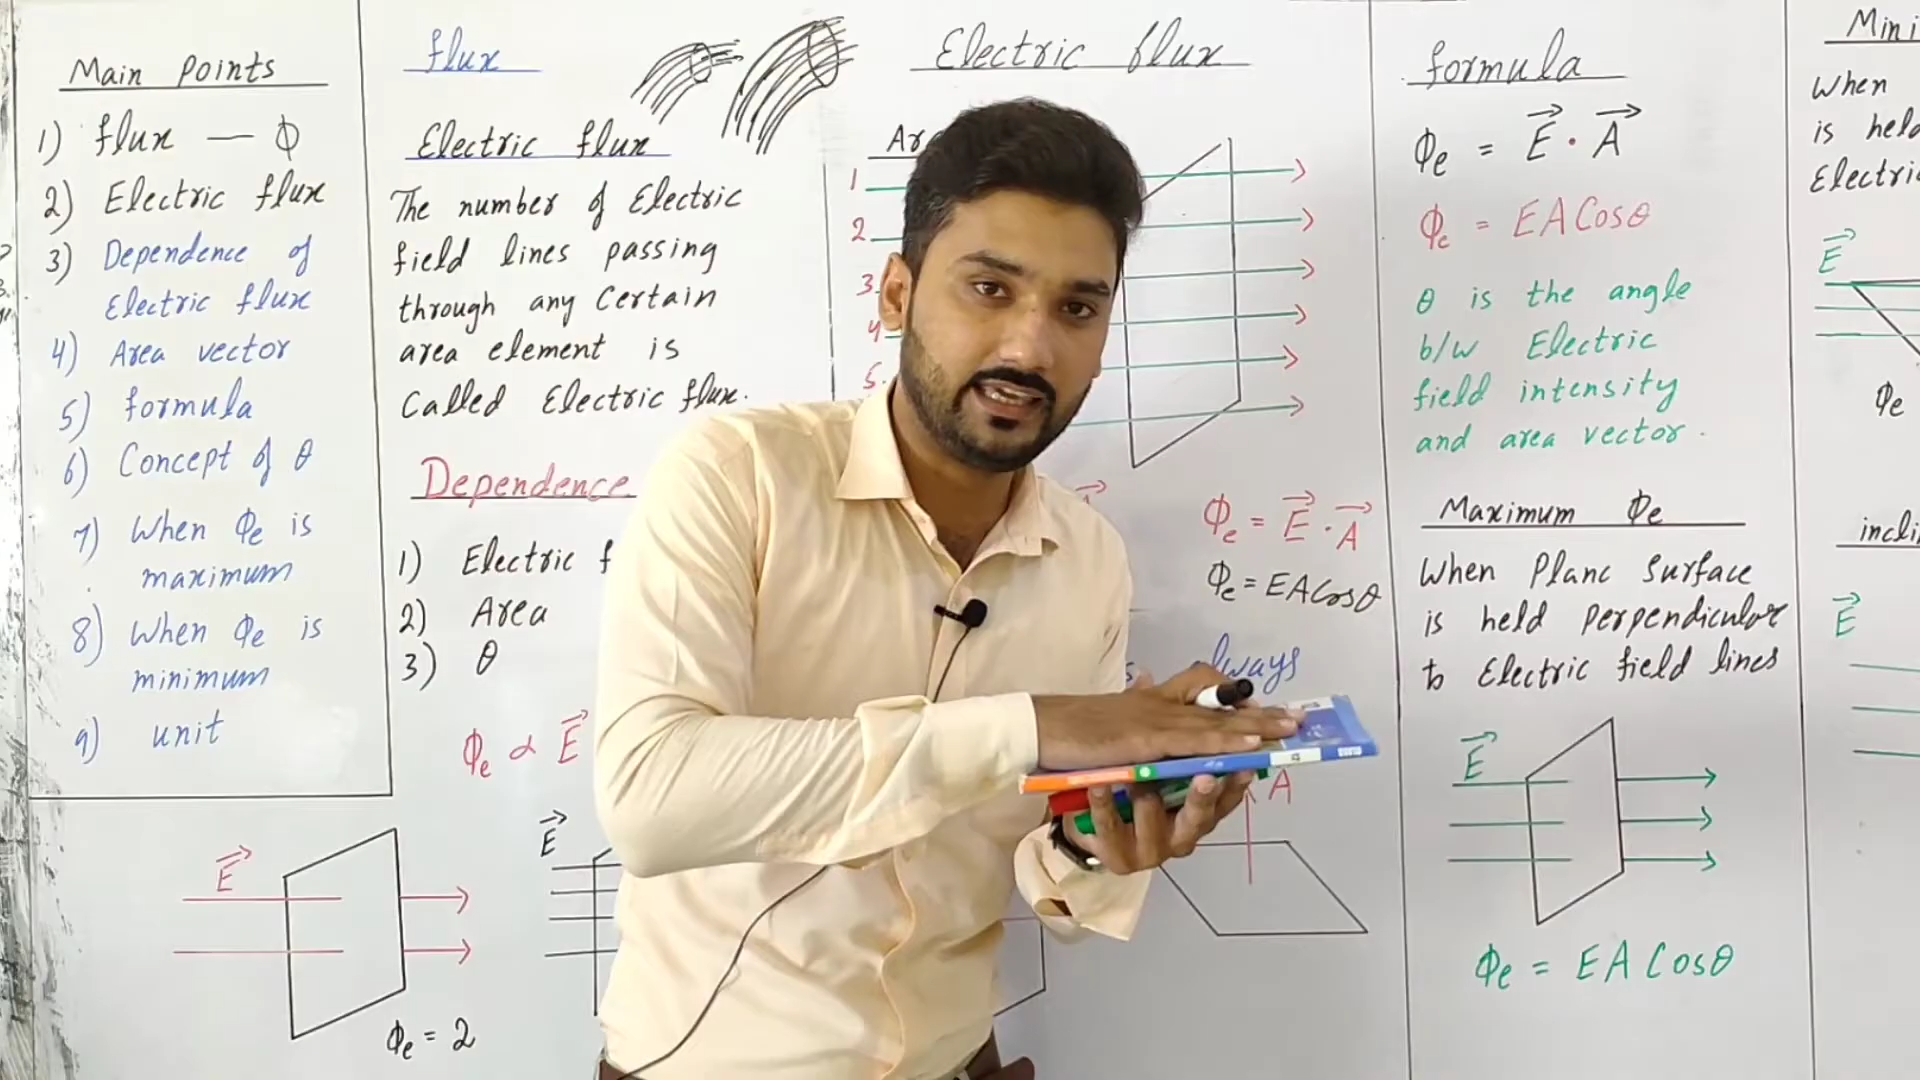 Main Points
1) flux — Φ
2) Electric flux
3) Dependence of
Electric flux
4) Area vector
5) formula
6) Concept of θ
7) When Φe is
maximum
8) When Φe is
minimum
9) unit
flux
Electric flux
The number of Electric
field lines passing
through any Certain
area element is
Called Electric flux.
Dependence
1) Electric f
2) Area
3) θ
Φe ∝ E⃗
E⃗
Φe = 2
E⃗
Electric flux
Ar
1
2
3
4
5
Φe = E⃗ · A⃗
Φe = EACosθ
lways
A
formula
Φe = E⃗ · A⃗
Φe = EACosθ
θ is the angle
b/w Electric
field intensity
and area vector.
Maximum Φe
When Plane Surface
is held perpendicular
to Electric field lines
E⃗
Φe = EACosθ
Mini
When
is held
Electric
E⃗
Φe
incli
E⃗